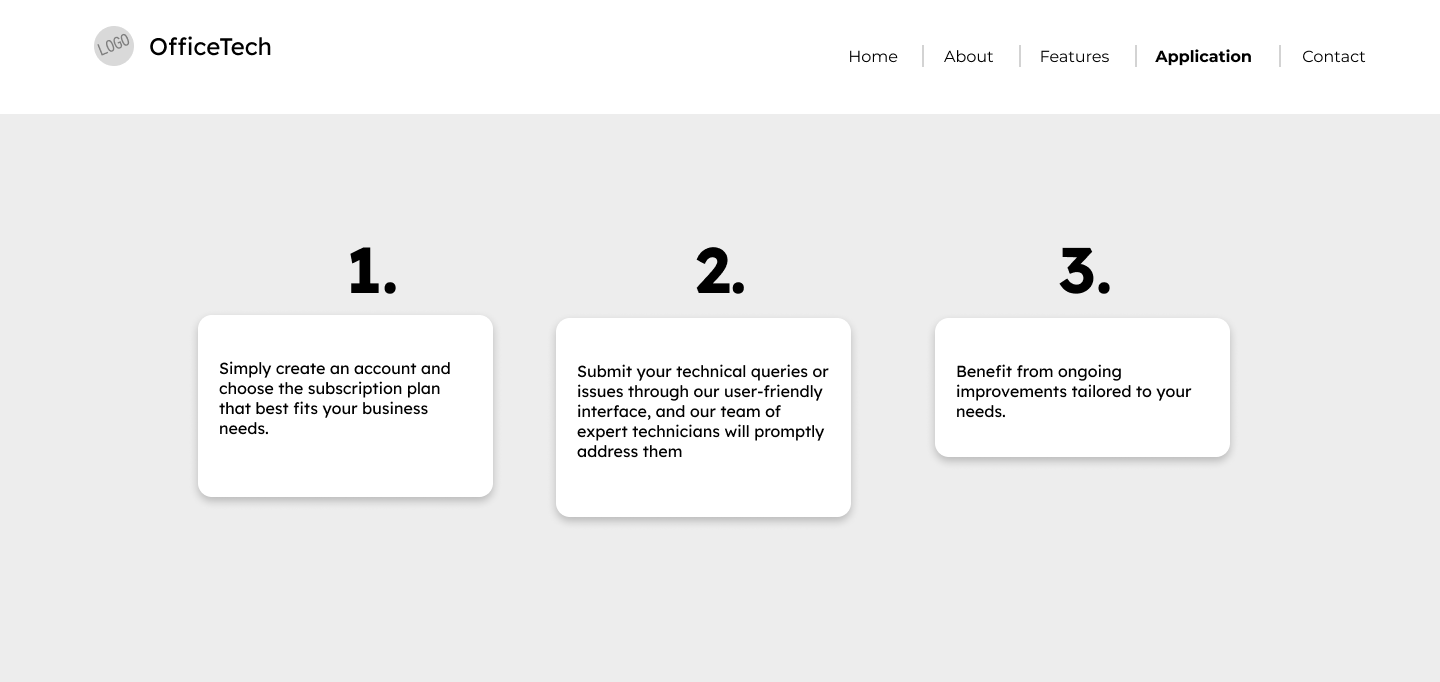 LOGO
OfficeTech
Home
About
Features
Application
Contact
1.
Simply create an account and
choose the subscription plan
that best fits your business
needs.
2.
Submit your technical queries or
issues through our user-friendly
interface, and our team of
expert technicians will promptly
address them
3.
Benefit from ongoing
improvements tailored to your
needs.